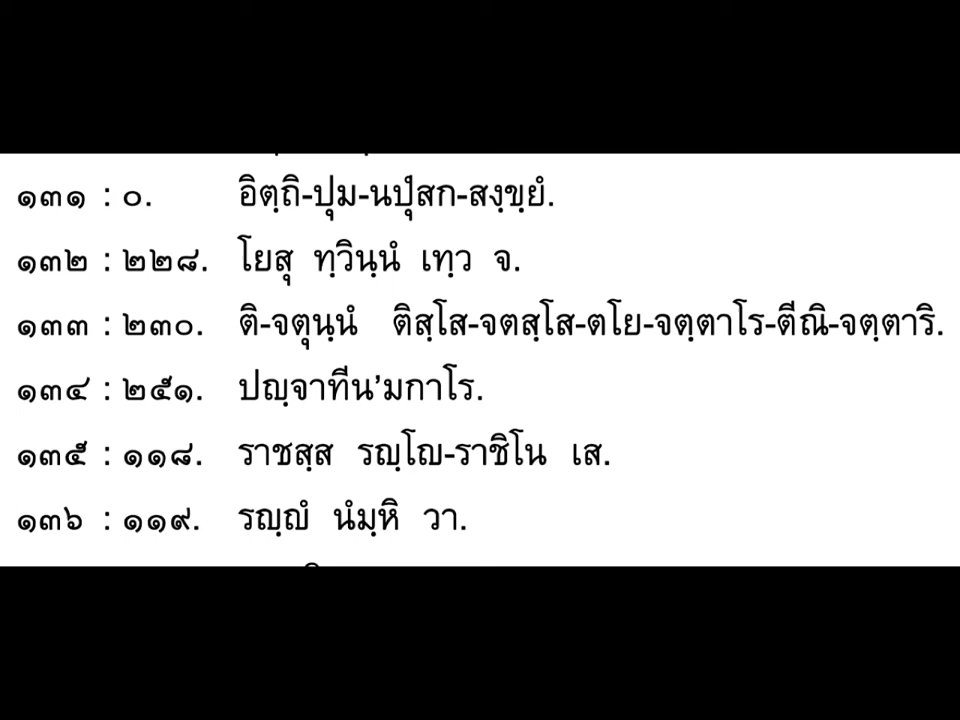 ๑๓๑ : ๐. อิตฺถิ-ปุม-นปุํสก-สงฺขฺยํ.
๑๓๒ : ๒๒๘. โยสุ ทฺวินฺนํ เทฺว จ.
๑๓๓ : ๒๓๐. ติ-จตุนฺนํ ติสฺโส-จตสฺโส-ตโย-จตฺตาโร-ตีณิ-จตฺตาริ.
๑๓๔ : ๒๕๑. ปญฺจาทีน’มกาโร.
๑๓๕ : ๑๑๘. ราชสฺส รญฺโญ-ราชิโน เส.
๑๓๖ : ๑๑๙. รญฺญํ นํมฺหิ วา.